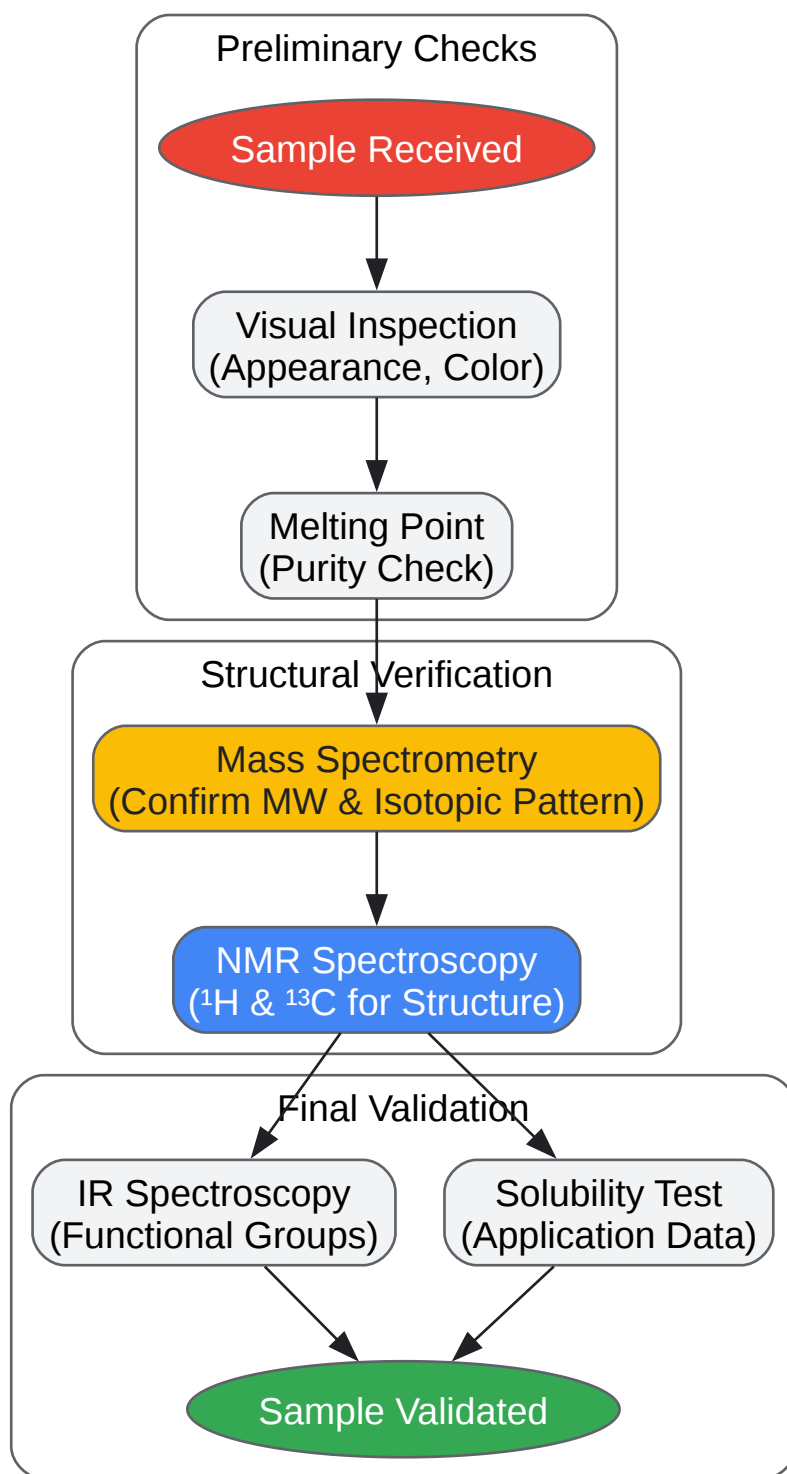 Preliminary Checks
Sample Received
Visual Inspection
(Appearance, Color)
Melting Point
(Purity Check)
Structural Verification
Mass Spectrometry
(Confirm MW & Isotopic Pattern)
NMR Spectroscopy
(¹H & ¹³C for Structure)
Final Validation
IR Spectroscopy
(Functional Groups)
Solubility Test
(Application Data)
Sample Validated